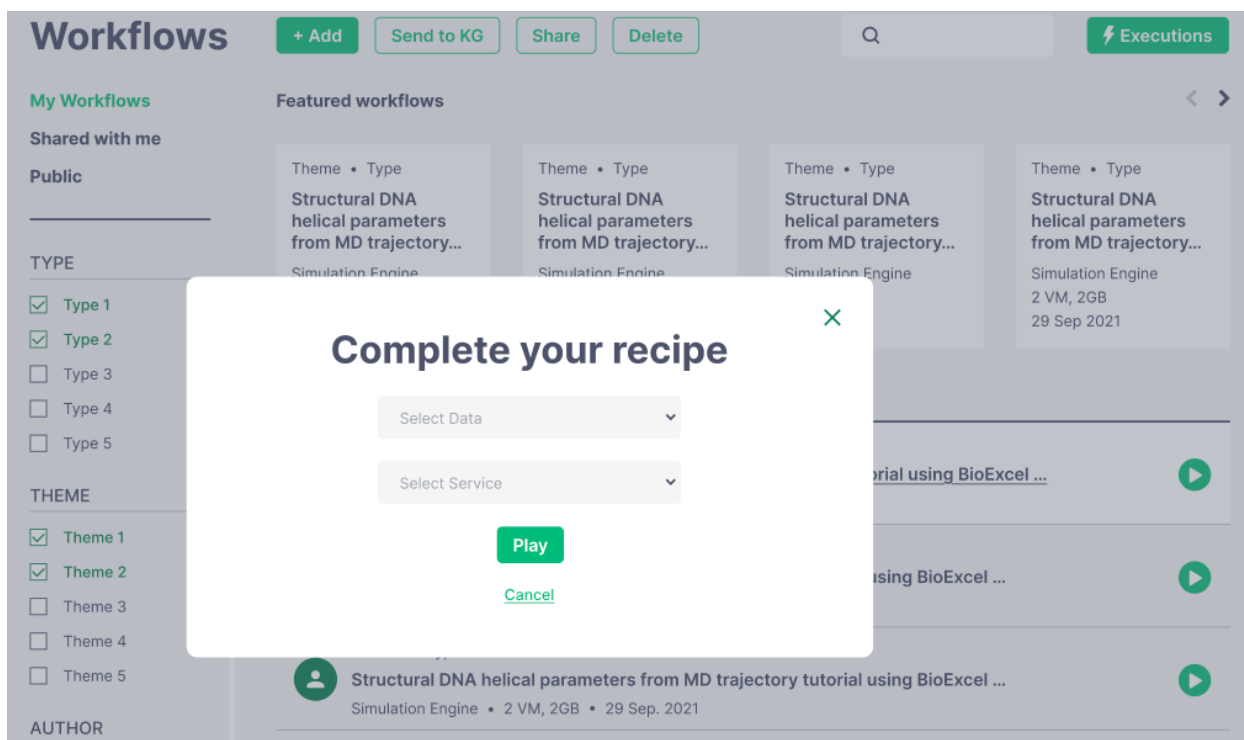 Workflows
+ Add
Send to KG
Share
Delete
Executions
My Workflows
Shared with me
Public
TYPE
Type 1
Type 2
Type 3
Type 4
Type 5
THEME
Theme 1
Theme 2
Theme 3
Theme 4
Theme 5
AUTHOR
Featured workflows
Theme • Type
Structural DNA
helical parameters
from MD trajectory...
Simulation Engine
Theme • Type
Structural DNA
helical parameters
from MD trajectory...
Simulation Engine
Theme • Type
Structural DNA
helical parameters
from MD trajectory...
Simulation Engine
Theme • Type
Structural DNA
helical parameters
from MD trajectory...
Simulation Engine
2 VM, 2GB
29 Sep 2021
Complete your recipe
Select Data
Select Service
Play
Cancel
using BioExcel ...
using BioExcel ...
Structural DNA helical parameters from MD trajectory tutorial using BioExcel ...
Simulation Engine • 2 VM, 2GB • 29 Sep. 2021